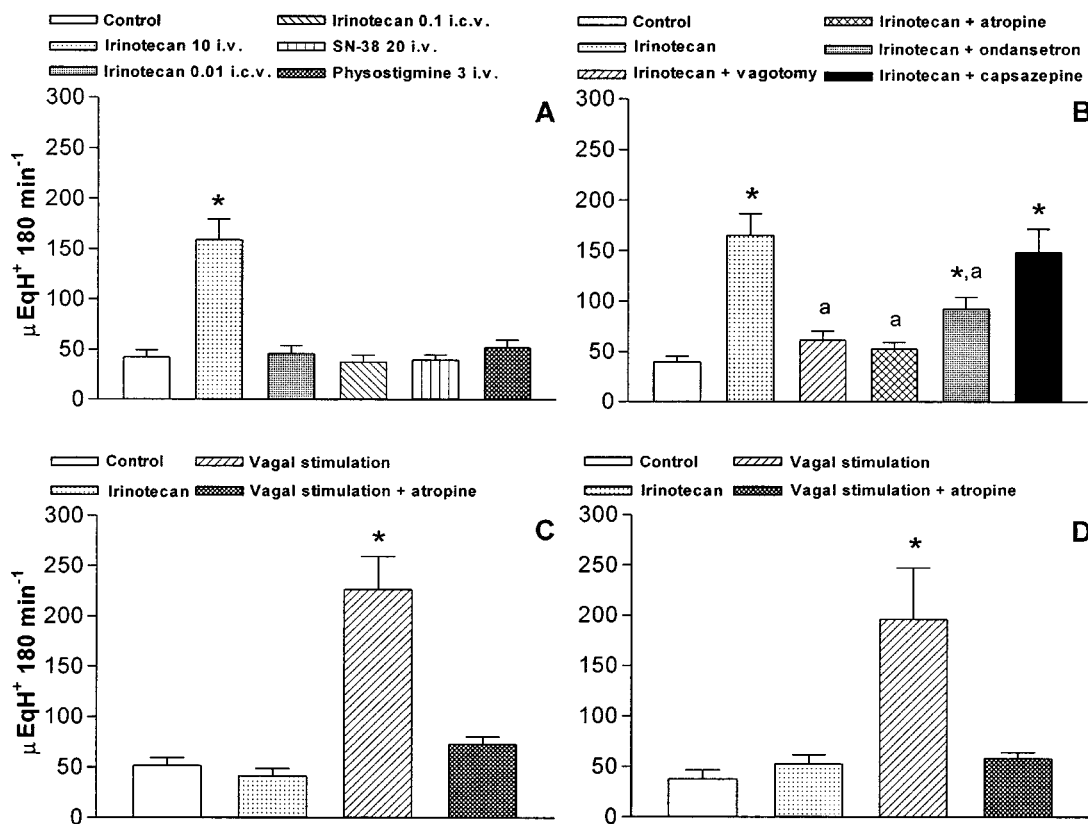 Control
Irinotecan 0.1 i.c.v.
Irinotecan 10 i.v.
SN-38 20 i.v.
Irinotecan 0.01 i.c.v.
Physostigmine 3 i.v.
A
300
250
200
150
100
50
0
μEqH⁺ 180 min⁻¹
*
Control
Irinotecan + atropine
Irinotecan
Irinotecan + ondansetron
Irinotecan + vagotomy
Irinotecan + capsazepine
B
300
250
200
150
100
50
0
*
a
a
*,a
*
Control
Vagal stimulation
Irinotecan
Vagal stimulation + atropine
C
300
250
200
150
100
50
0
μEqH⁺ 180 min⁻¹
*
Control
Vagal stimulation
Irinotecan
Vagal stimulation + atropine
D
300
250
200
150
100
50
0
*